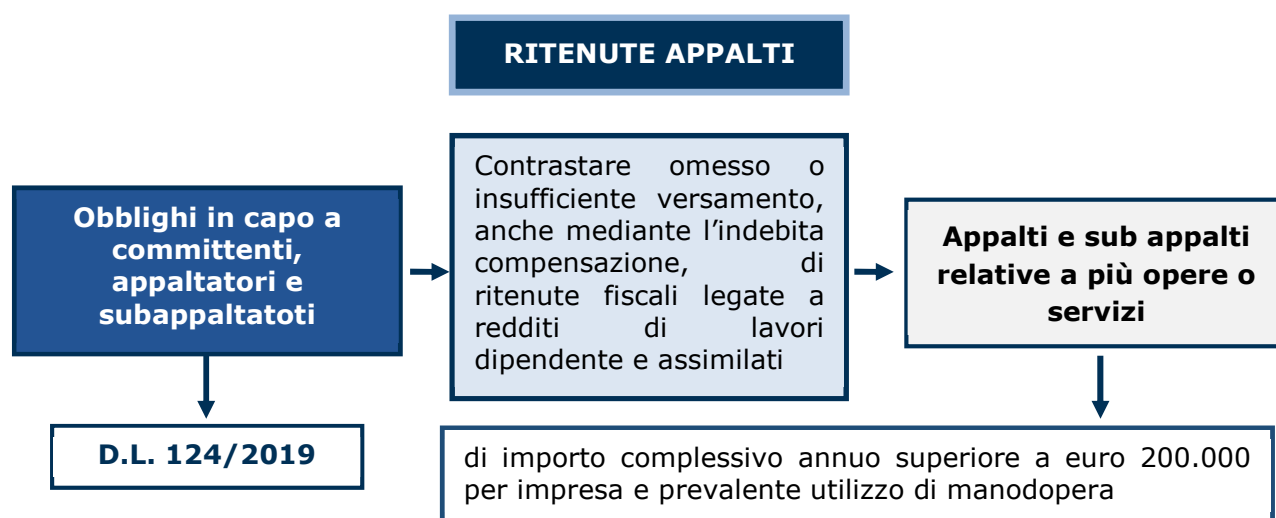 RITENUTE APPALTI
Obblighi in capo a
committenti,
appaltatori e
subappaltatoti
Contrastare omesso o
insufficiente versamento,
anche mediante l'indebita
compensazione, di
ritenute fiscali legate a
redditi di lavori
dipendente e assimilati
Appalti e sub appalti
relative a più opere o
servizi
D.L. 124/2019
di importo complessivo annuo superiore a euro 200.000
per impresa e prevalente utilizzo di manodopera